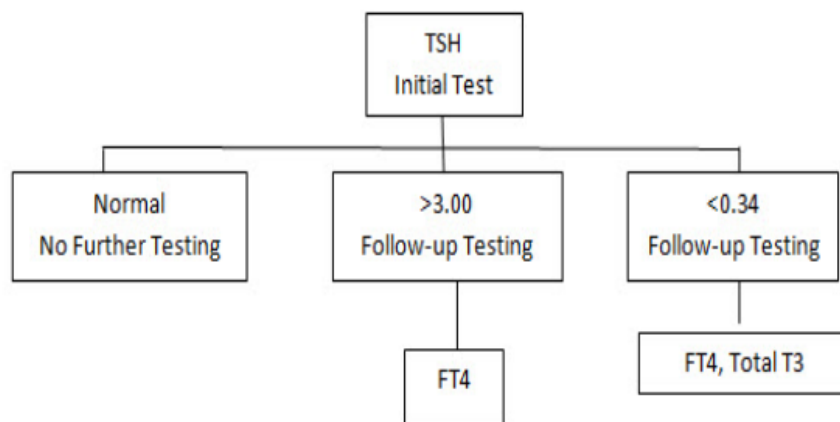 TSH
Initial Test
Normal
No Further Testing
>3.00
Follow-up Testing
<0.34
Follow-up Testing
FT4
FT4, Total T3